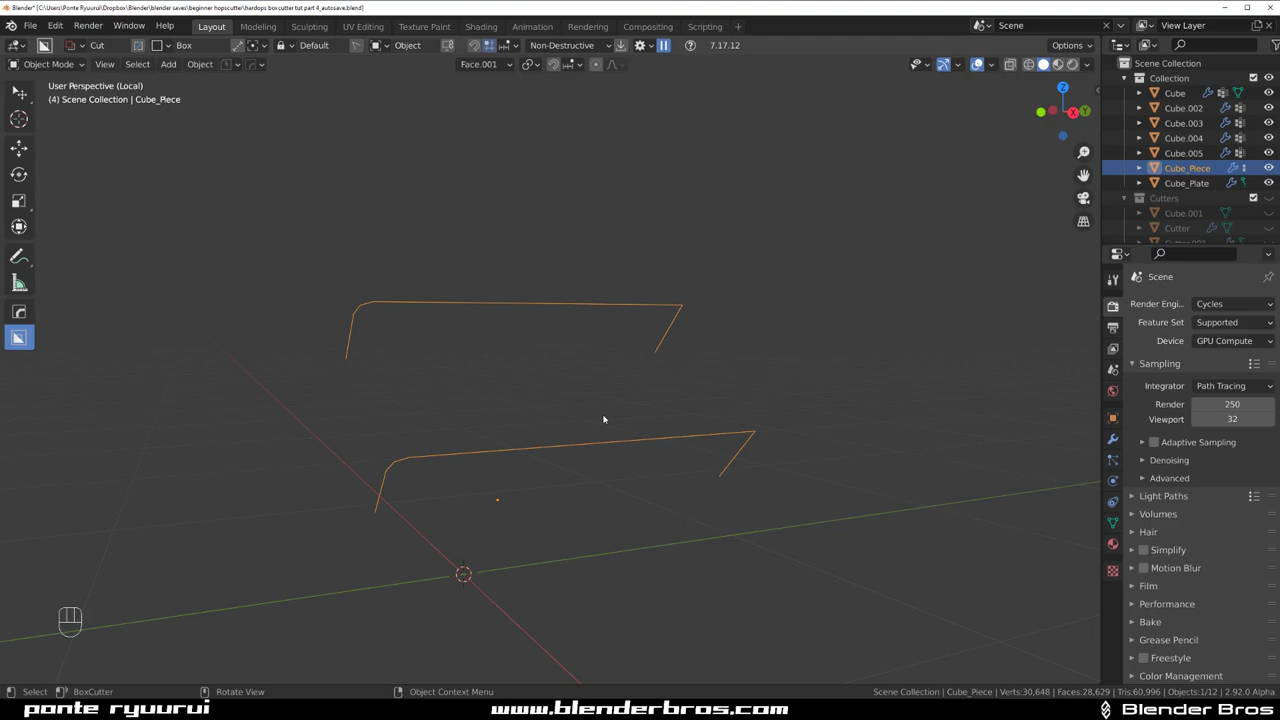 Blender* [C:\Users\Ponte Ryuurui\Dropbox\Blender\blender saves\beginner hopscutter\hardops boxcutter tut part 4_autosave.blend]
File Edit Render Window Help Layout Modeling Sculpting UV Editing Texture Paint Shading Animation Rendering Compositing Scripting + Scene View Layer
Cut Box Default Object Non-Destructive 7.17.12 Options
Object Mode View Select Add Object Face.001
User Perspective (Local)
(4) Scene Collection | Cube_Piece
Z
X
Y
Scene Collection
Collection
Cube
Cube.002
Cube.003
Cube.004
Cube.005
Cube_Piece
Cube_Plate
Cutters
Cube.001
Cutter
Cutter.001
Scene
Render Engi... Cycles
Feature Set Supported
Device GPU Compute
Sampling
Integrator Path Tracing
Render 250
Viewport 32
Adaptive Sampling
Denoising
Advanced
Light Paths
Volumes
Hair
Simplify
Motion Blur
Film
Performance
Bake
Grease Pencil
Freestyle
Color Management
Select BoxCutter Rotate View Object Context Menu Scene Collection | Cube_Piece | Verts:30,648 | Faces:28,629 | Tris:60,996 | Objects:1/12 | 2.92.0 Alpha
ponte ryuurui www.blenderbros.com Blender Bros